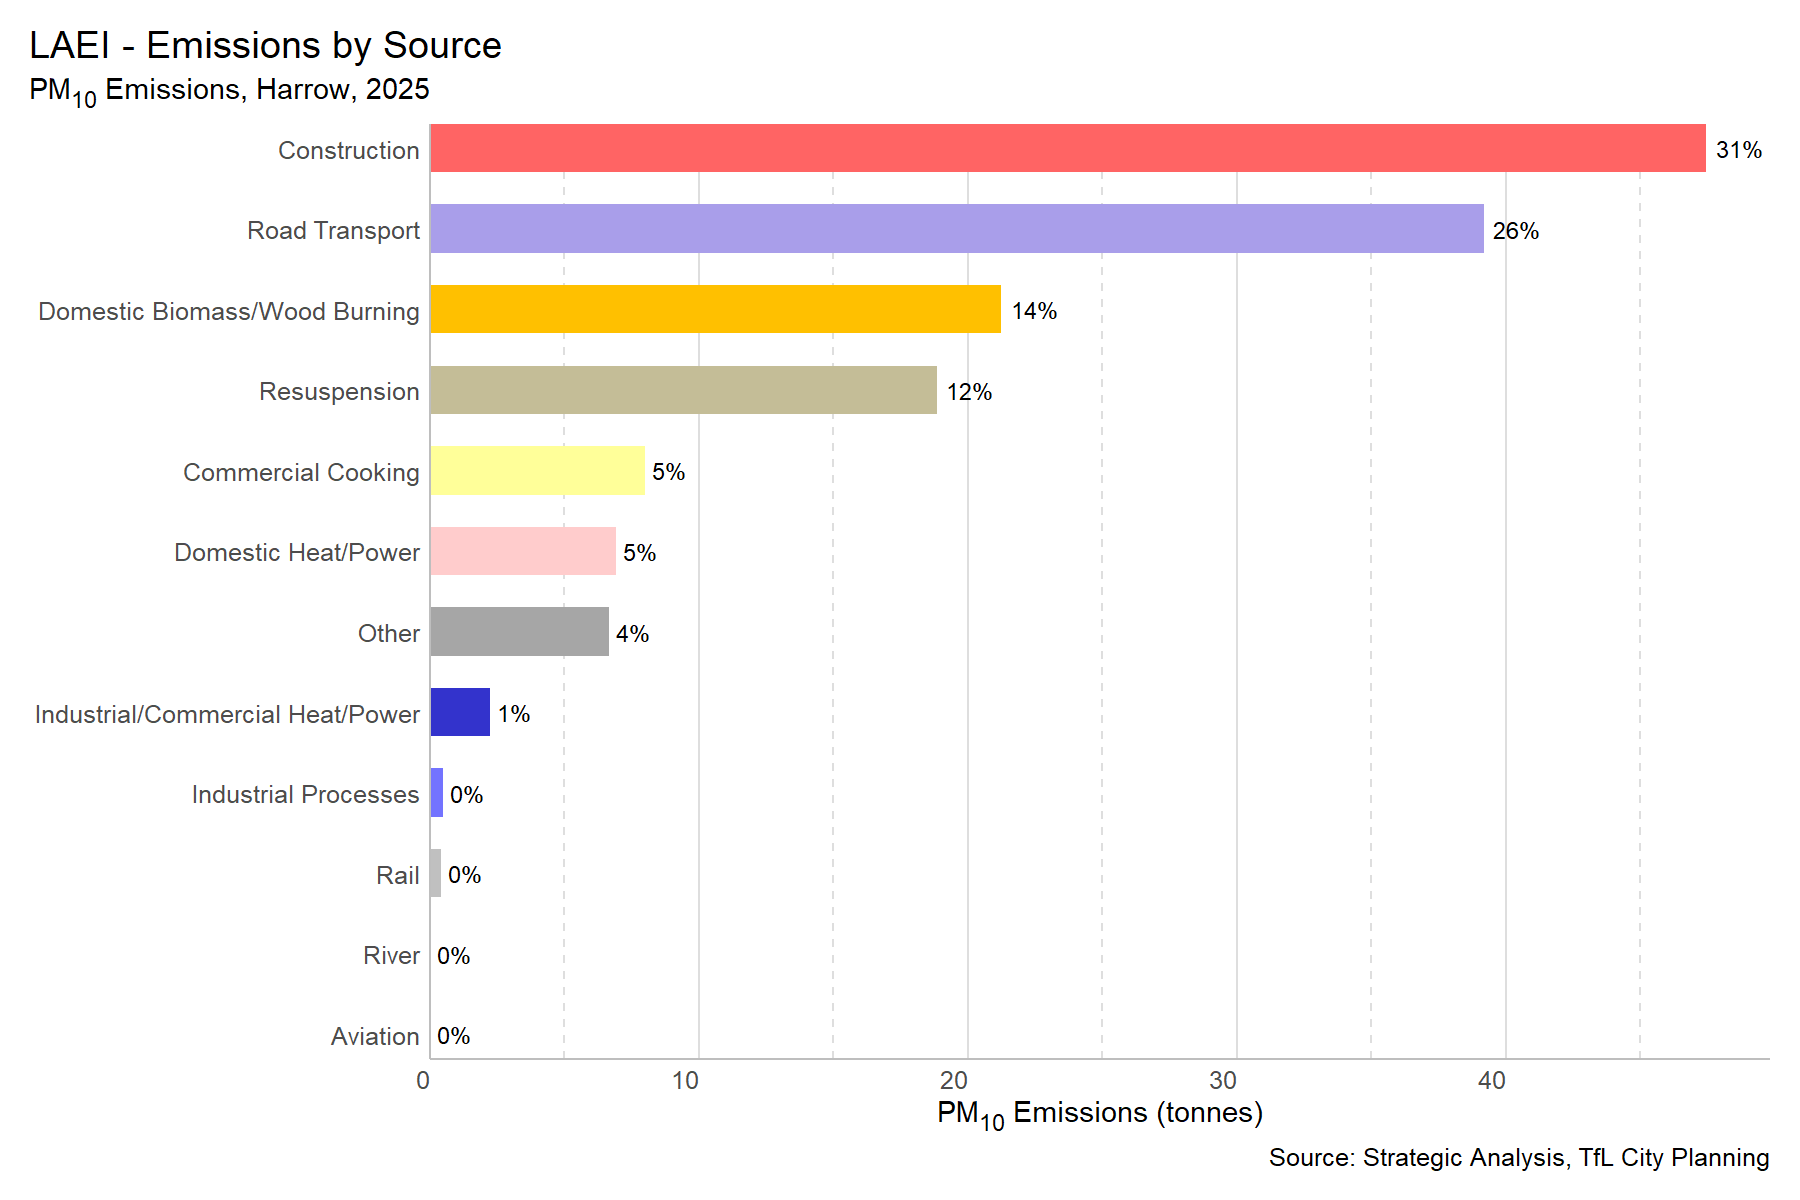 LAEI - Emissions by Source
PM10 Emissions, Harrow, 2025
Construction 31%
Road Transport 26%
Domestic Biomass/Wood Burning 14%
Resuspension 12%
Commercial Cooking 5%
Domestic Heat/Power 5%
Other 4%
Industrial/Commercial Heat/Power 1%
Industrial Processes 0%
Rail 0%
River 0%
Aviation 0%
0 10 20 30 40
PM10 Emissions (tonnes)
Source: Strategic Analysis, TfL City Planning